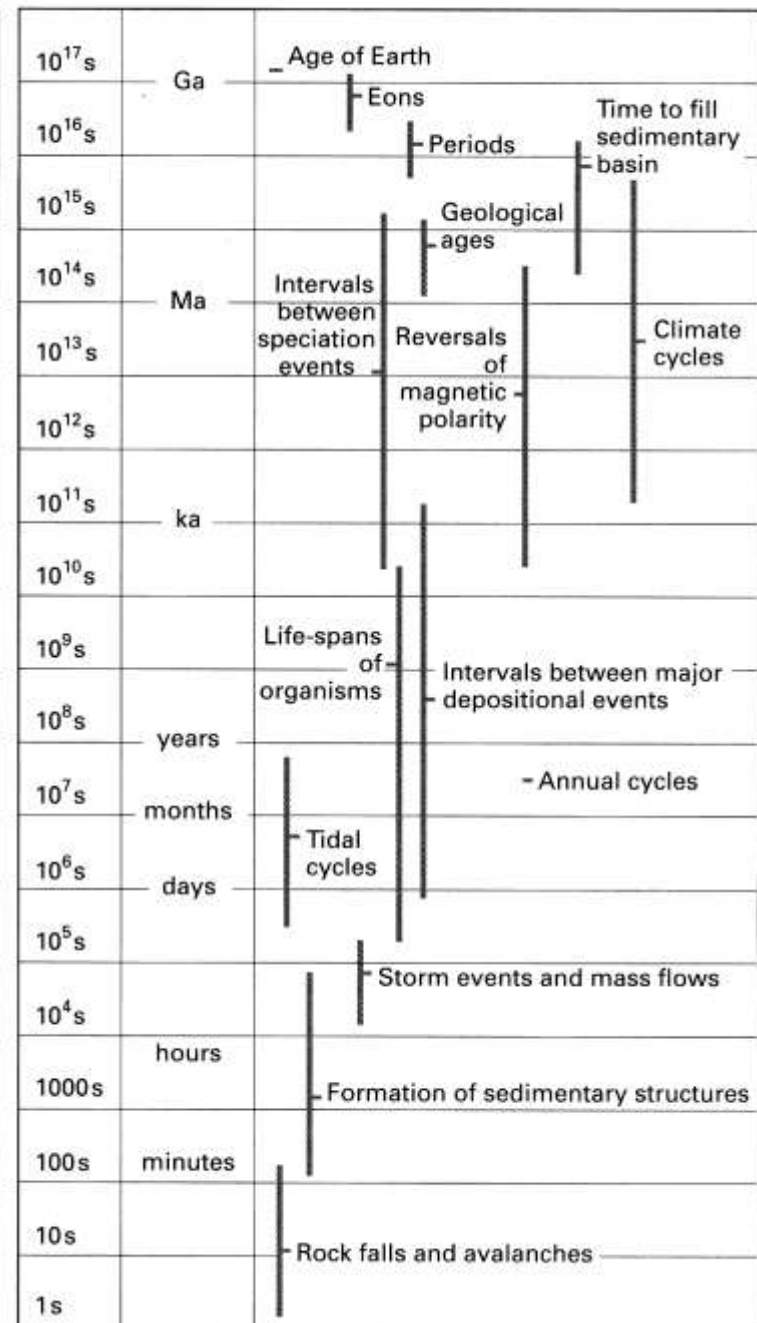 10¹⁷s
Age of Earth
Ga
Eons
10¹⁶s
Time to fill
sedimentary
basin
Periods
10¹⁵s
Geological
ages
10¹⁴s
Intervals
between
speciation
events
Ma
Reversals
of
magnetic
polarity
Climate
cycles
10¹³s
10¹²s
10¹¹s
ka
10¹⁰s
10⁹s
Life-spans
of
organisms
Intervals between major
depositional events
10⁸s
years
10⁷s
Annual cycles
months
Tidal
cycles
10⁶s
days
10⁵s
Storm events and mass flows
10⁴s
hours
1000s
Formation of sedimentary structures
100s
minutes
10s
Rock falls and avalanches
1s